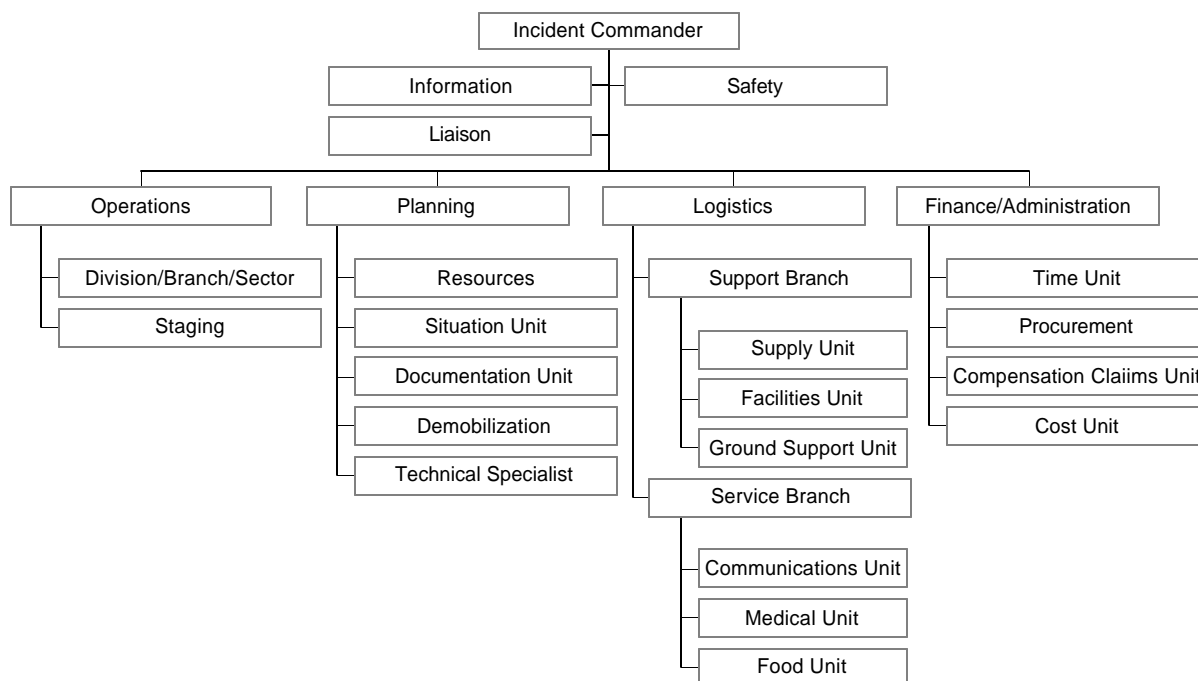 Incident Commander
Information
Safety
Liaison
Operations
Planning
Logistics
Finance/Administration
Division/Branch/Sector
Staging
Resources
Situation Unit
Documentation Unit
Demobilization
Technical Specialist
Support Branch
Supply Unit
Facilities Unit
Ground Support Unit
Service Branch
Communications Unit
Medical Unit
Food Unit
Time Unit
Procurement
Compensation Claiims Unit
Cost Unit